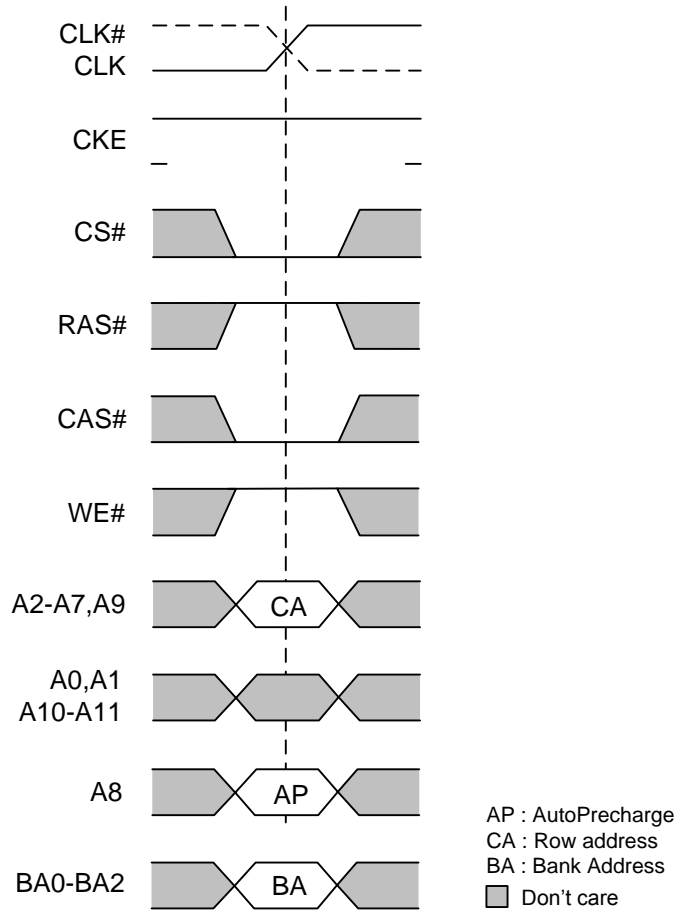 CLK#
CLK
CKE
CS#
RAS#
CAS#
WE#
A2-A7,A9
CA
A0,A1
A10-A11
A8
AP
BA0-BA2
BA
AP : AutoPrecharge
CA : Row address
BA : Bank Address
Don't care